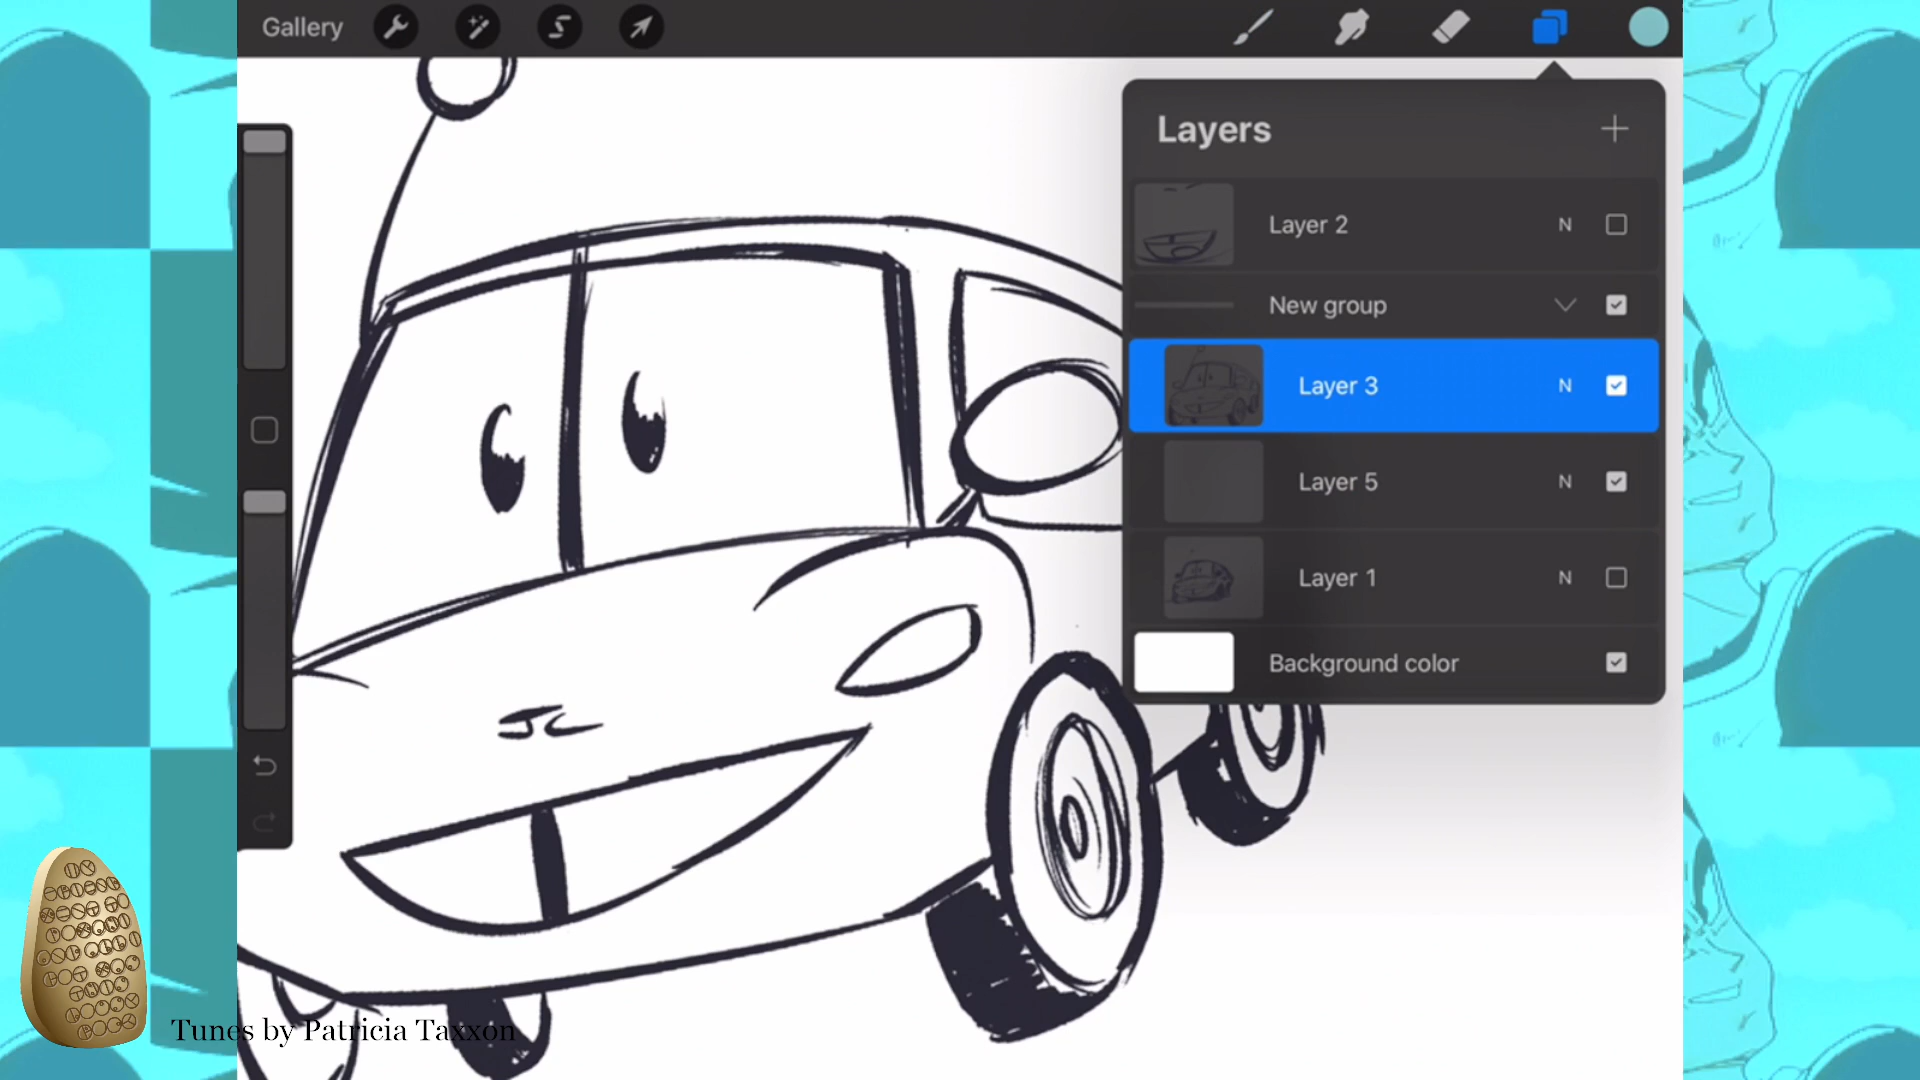 Gallery
Layers
Layer 2 N
New group
Layer 3 N
Layer 5 N
Layer 1 N
Background color
JC
Tunes by Patricia Taxxon